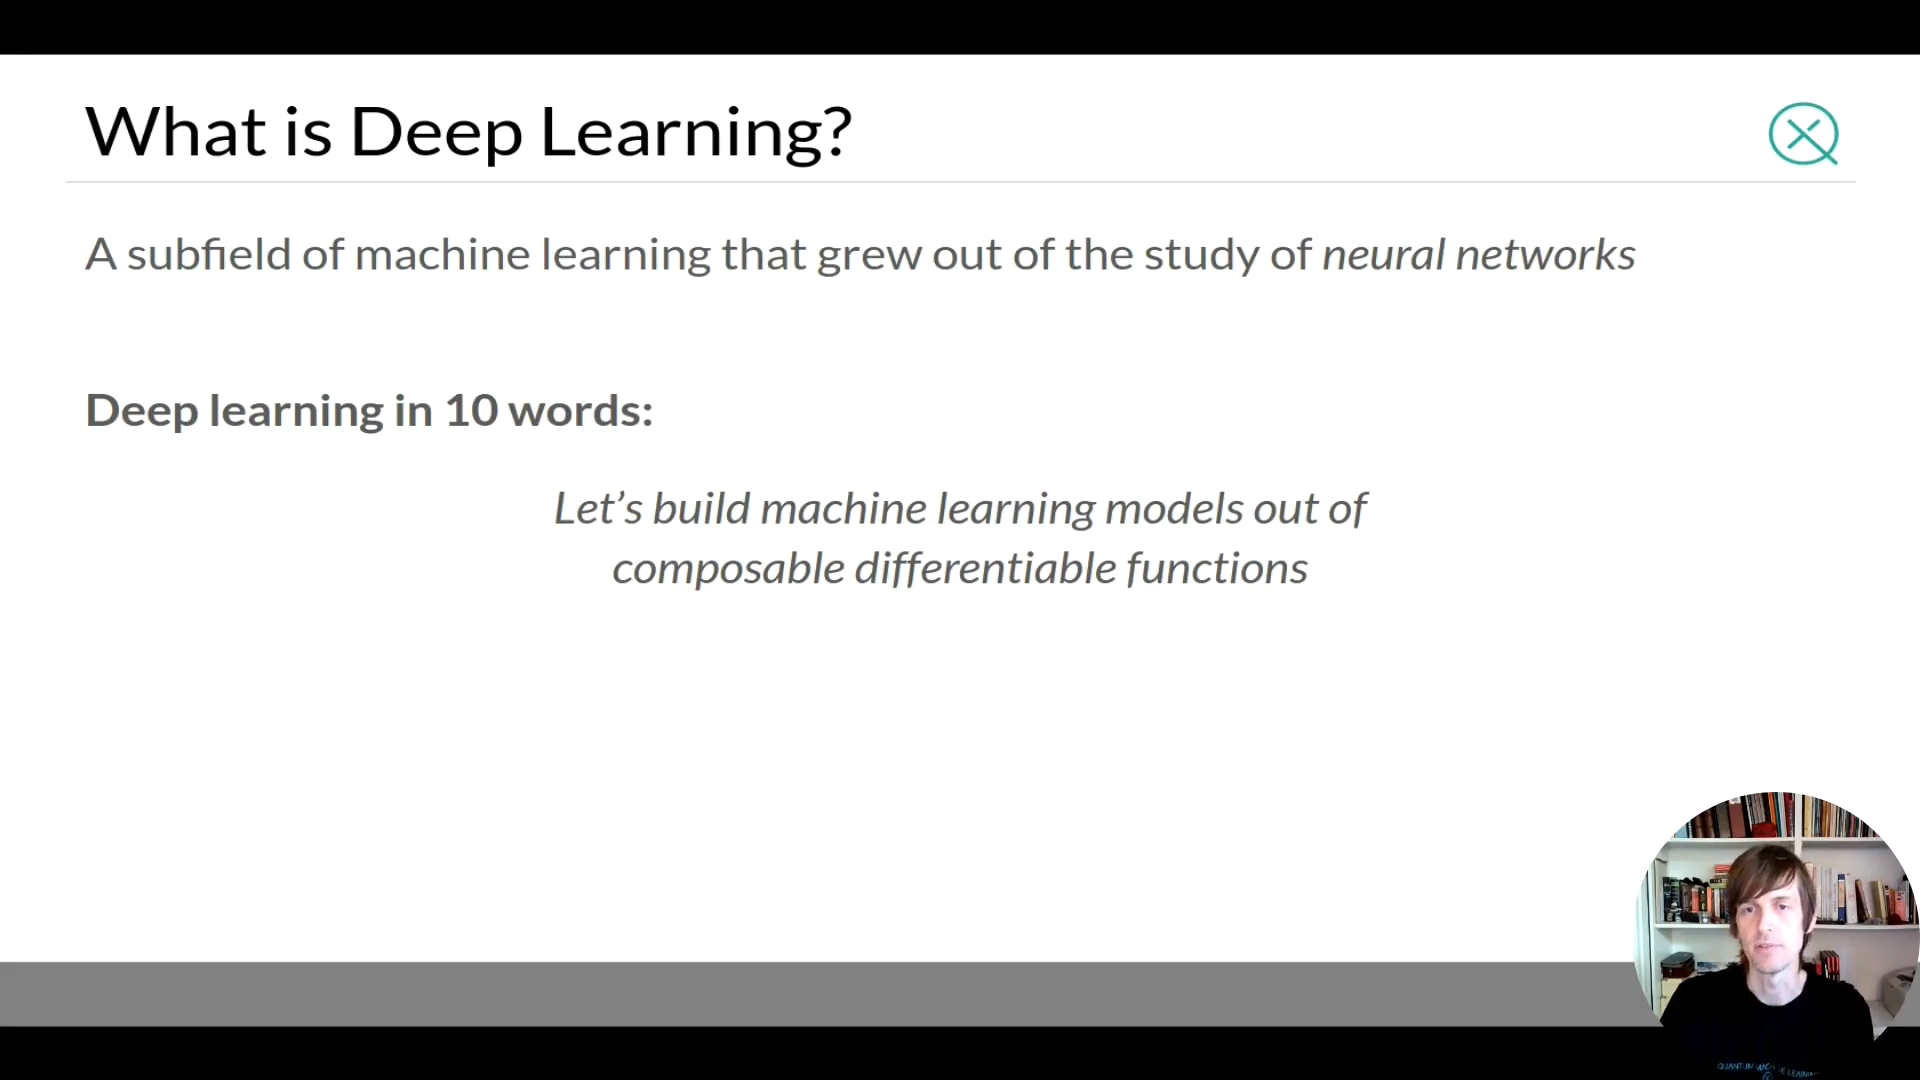 What is Deep Learning?
A subfield of machine learning that grew out of the study of neural networks
Deep learning in 10 words:
Let’s build machine learning models out of
composable differentiable functions
QUANTUM